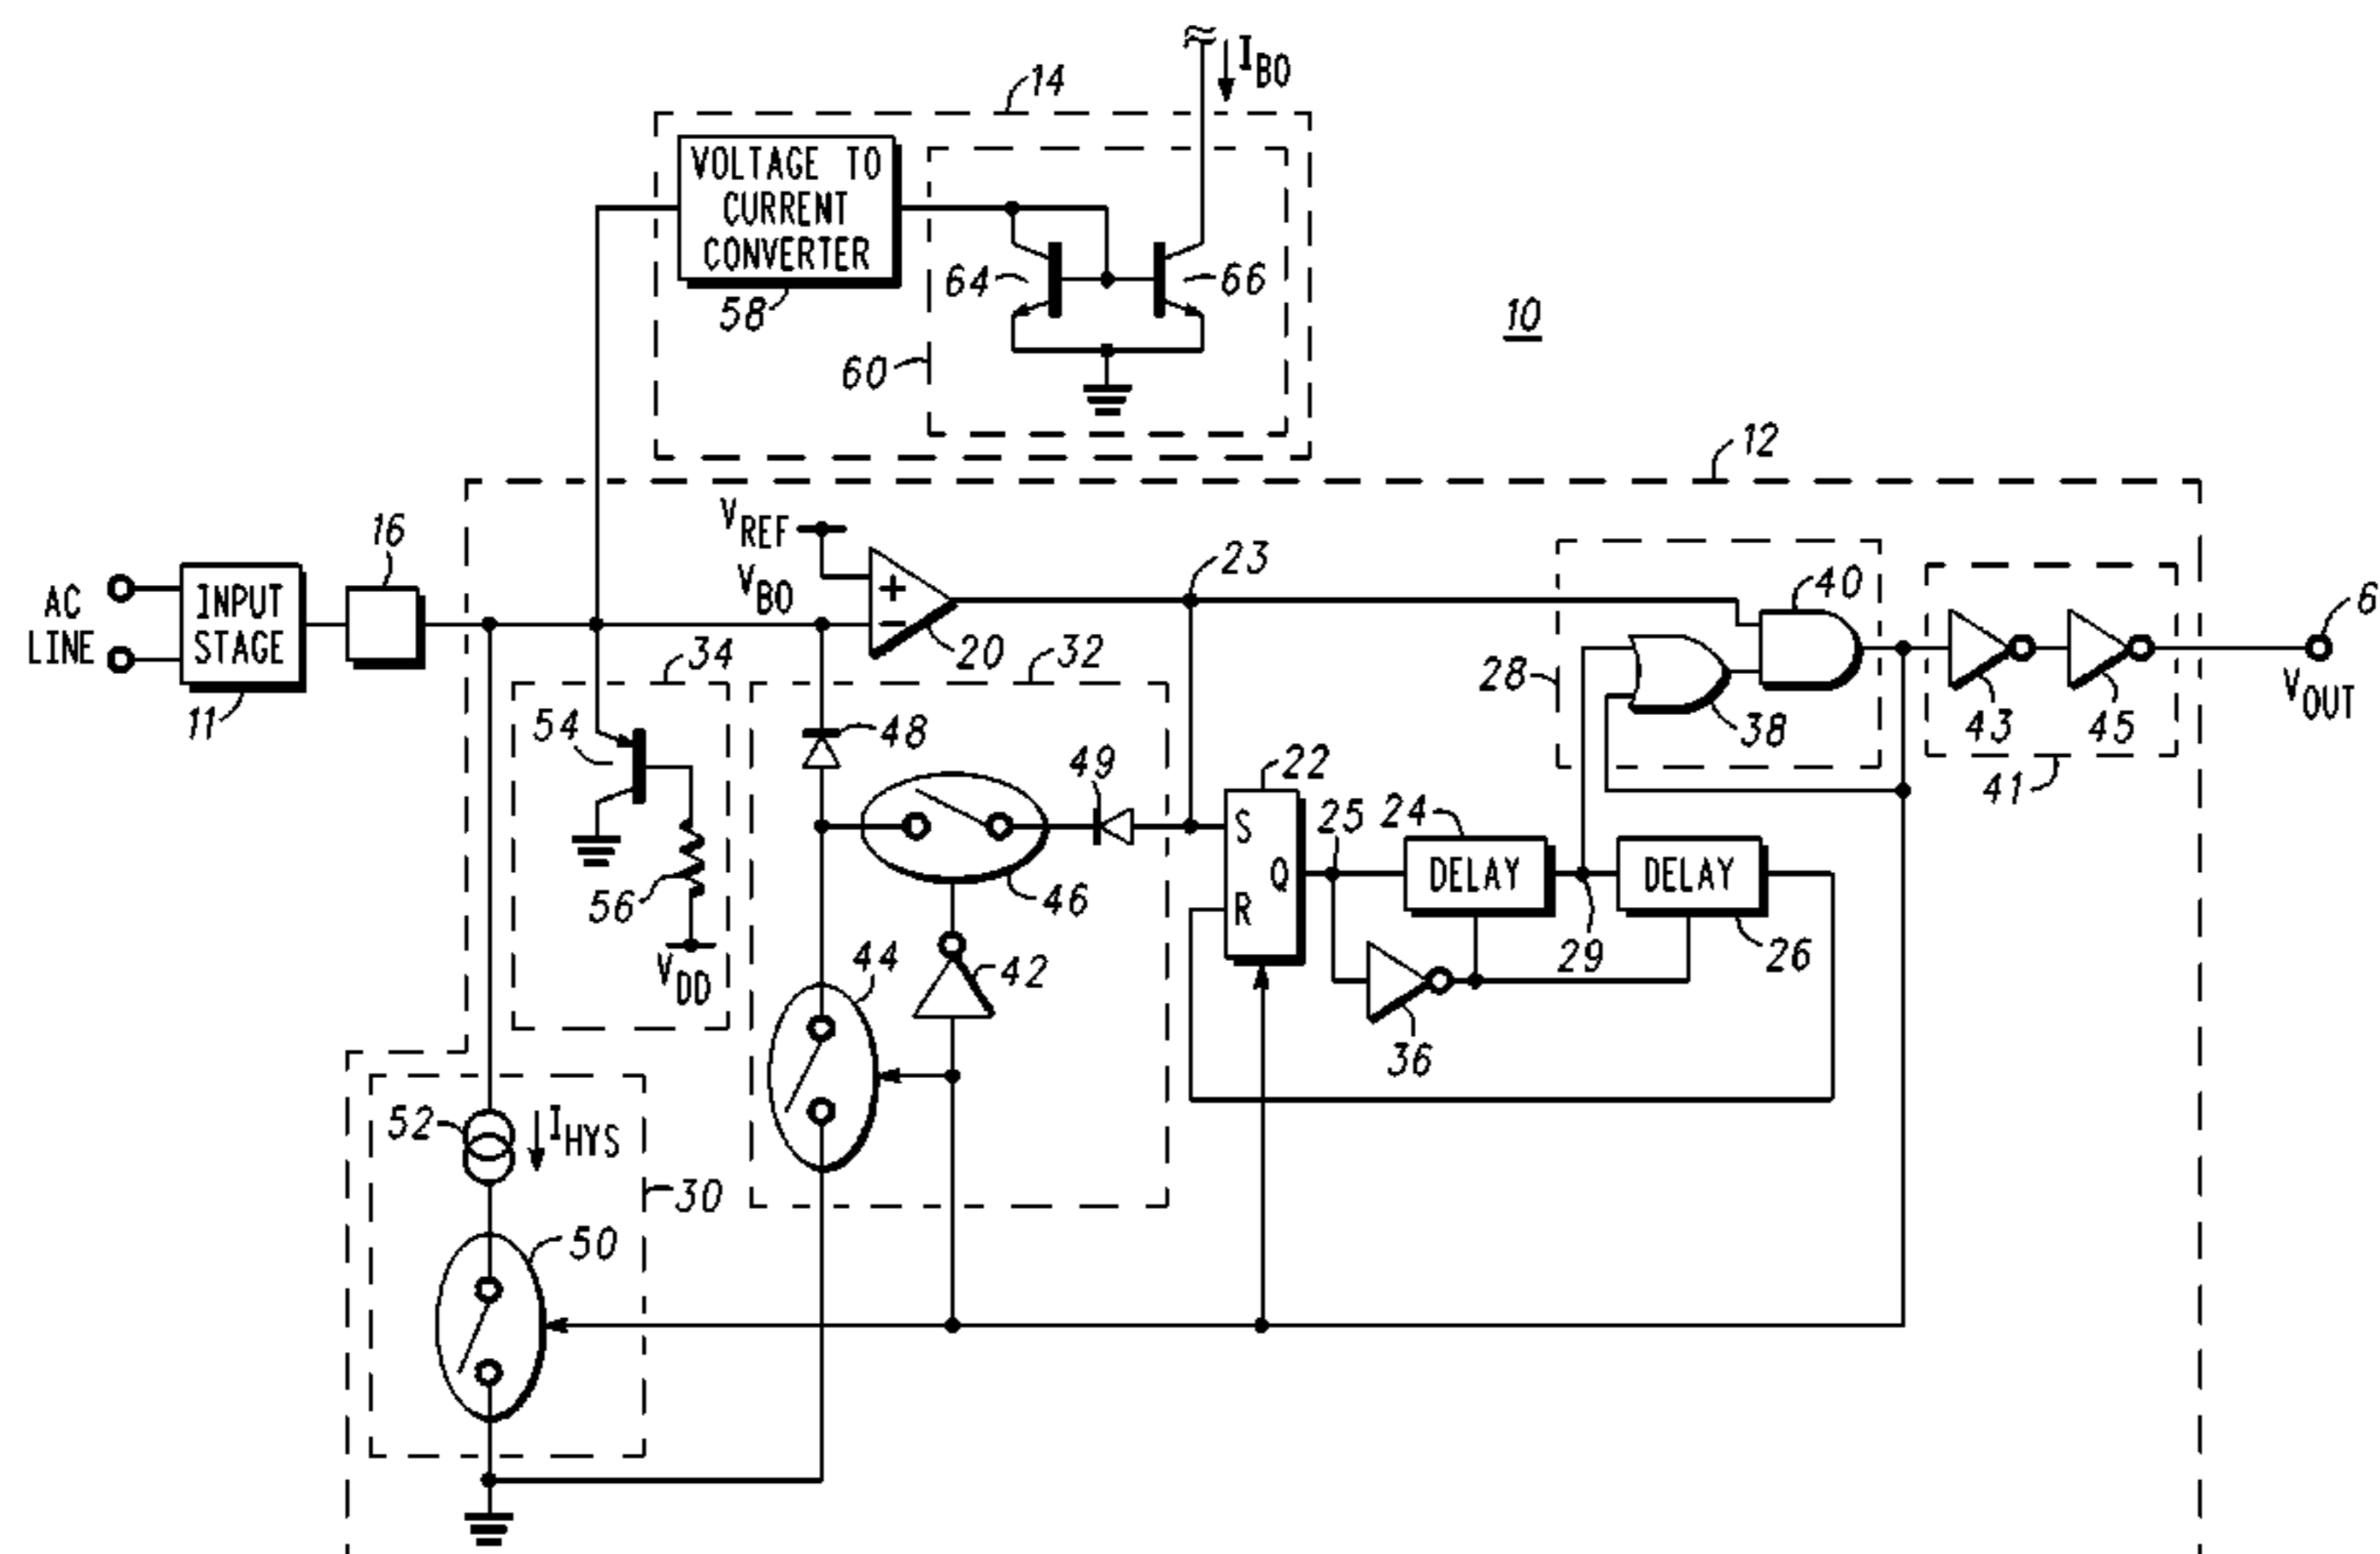 I_BO
14
VOLTAGE TO
CURRENT
CONVERTER
58
64
66
60
10
12
V_REF
V_BO
+
−
20
23
16
AC
LINE
INPUT
STAGE
11
34
32
28
40
38
43
45
41
6
V_OUT
54
56
V_DD
48
46
49
22
S
Q
R
25
24
DELAY
29
DELAY
26
36
44
42
52
I_HYS
30
50